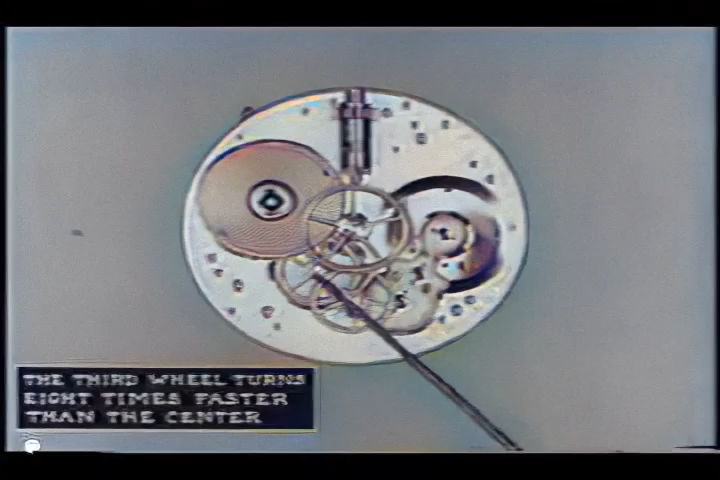 THE THIRD WHEEL TURNS
EIGHT TIMES FASTER
THAN THE CENTER